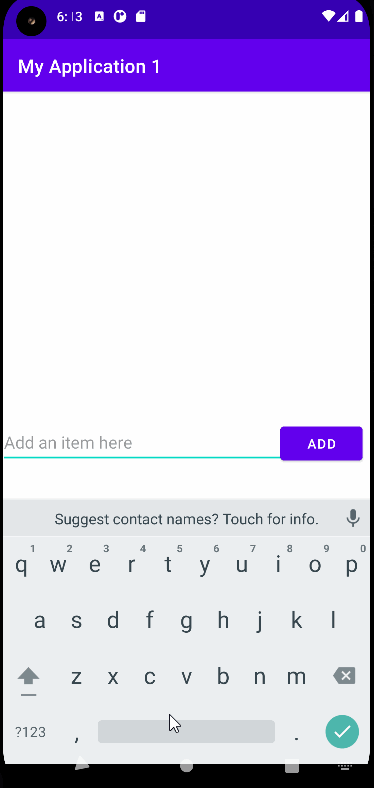 6:13
My Application 1
Add an item here
ADD
Suggest contact names? Touch for info.
1 2 3 4 5 6 7 8 9 0
q w e r t y u i o p
a s d f g h j k l
z x c v b n m
?123 , .